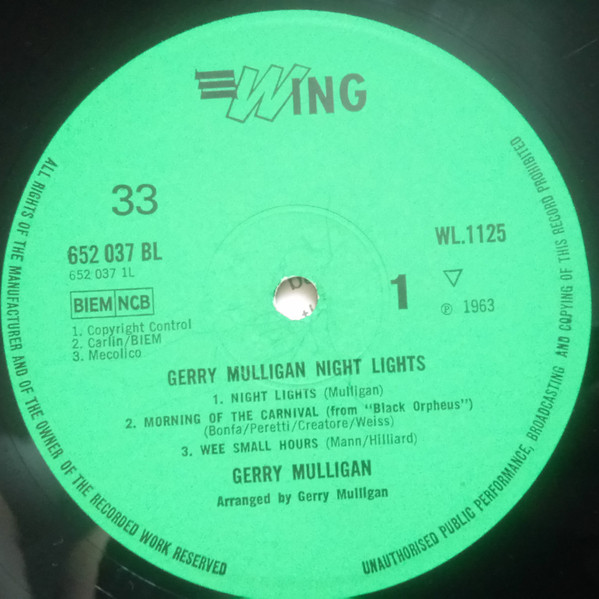 WING
33
652 037 BL
652 037 1L
WL.1125
BIEM NCB
1
℗ 1963
1. Copyright Control
2. Carlin/BIEM
3. Mecolico
GERRY MULLIGAN NIGHT LIGHTS
1. NIGHT LIGHTS (Mulligan)
2. MORNING OF THE CARNIVAL (from "Black Orpheus")
(Bonfa/Peretti/Creatore/Weiss)
3. WEE SMALL HOURS (Mann/Hilliard)
GERRY MULLIGAN
Arranged by Gerry Mulligan
ALL RIGHTS OF THE MANUFACTURER AND OF THE OWNER OF THE RECORDED WORK RESERVED
UNAUTHORISED PUBLIC PERFORMANCE, BROADCASTING AND COPYING OF THIS RECORD PROHIBITED